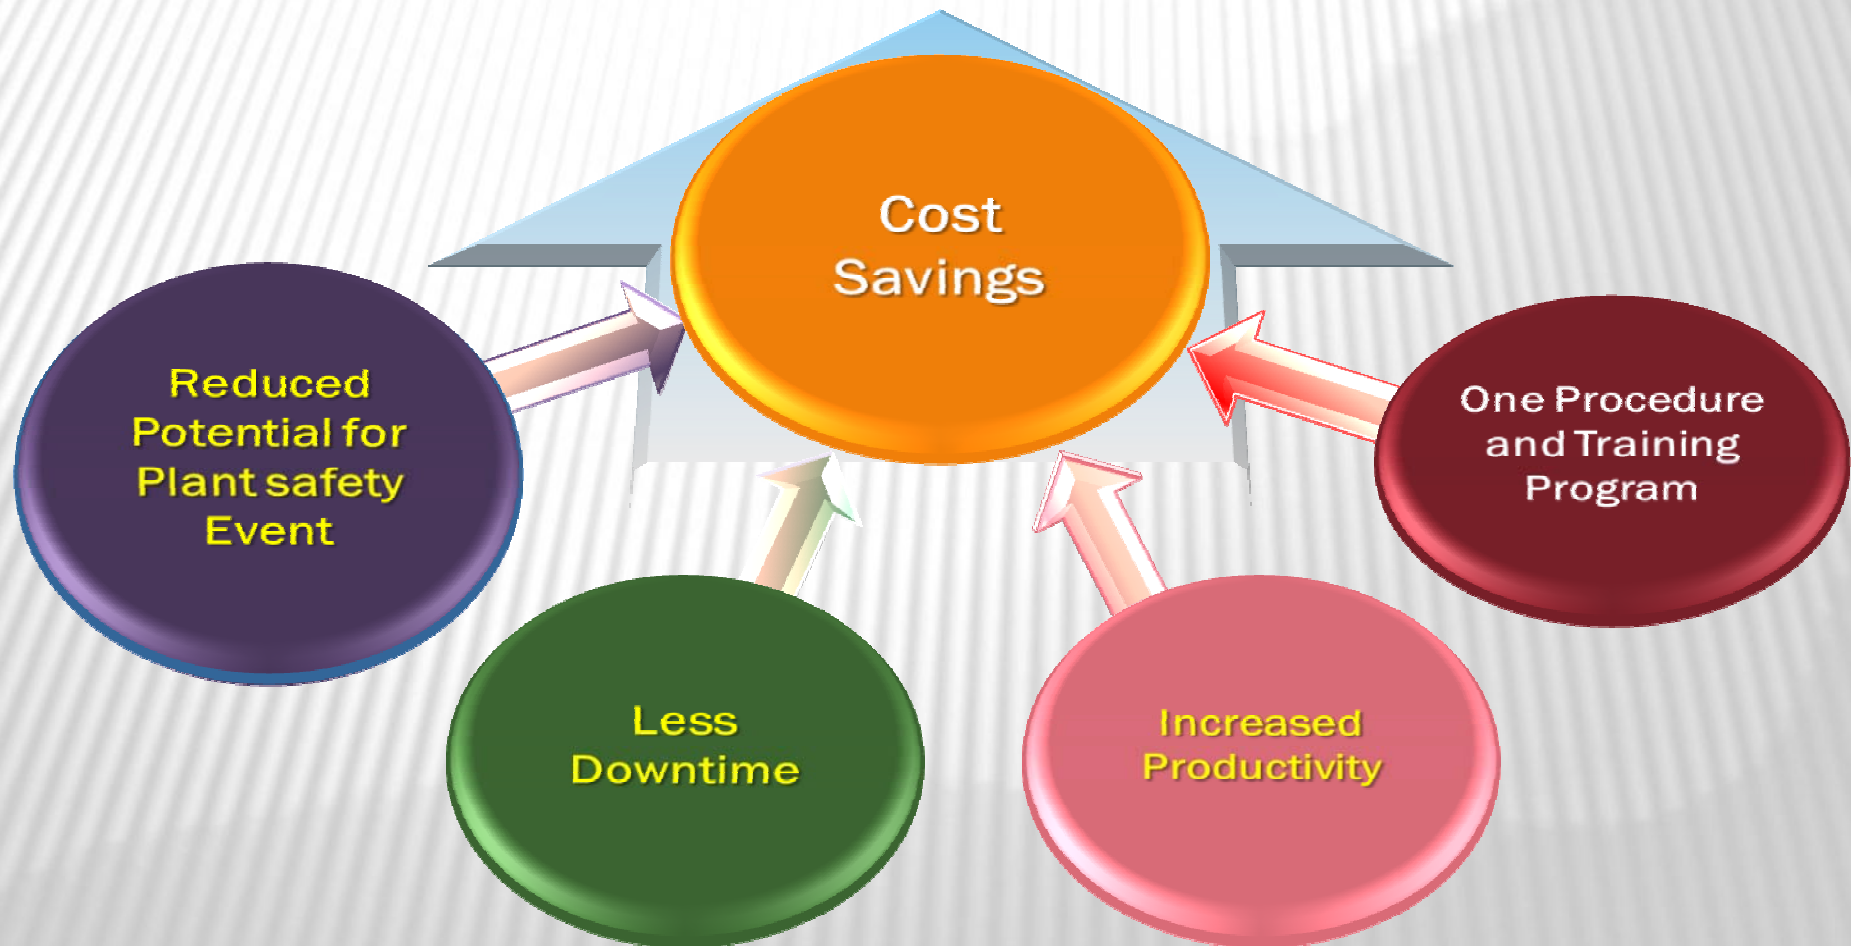 Cost
Savings
Reduced
Potential for
Plant safety
Event
One Procedure
and Training
Program
Less
Downtime
Increased
Productivity